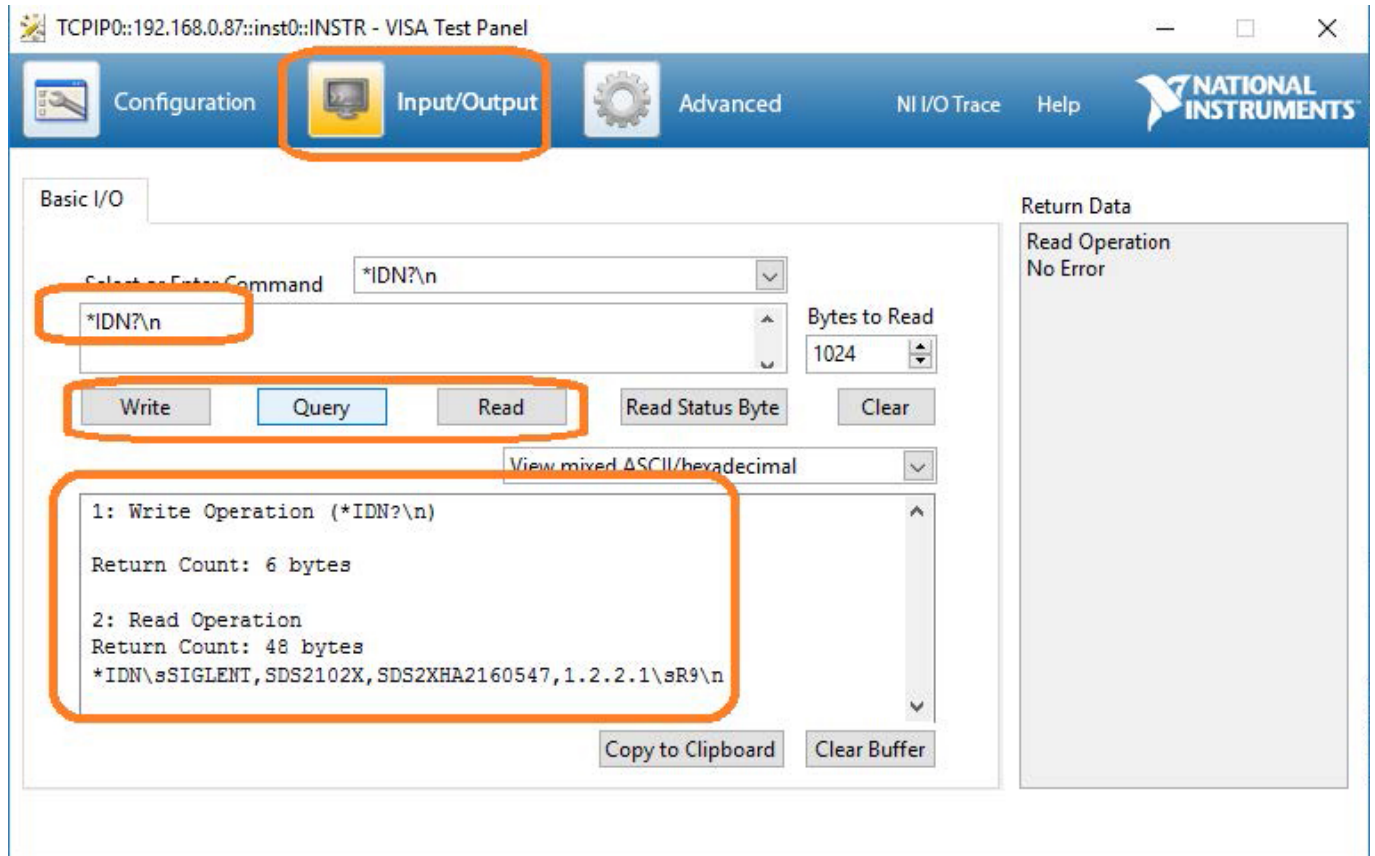 TCPIP0::192.168.0.87::inst0::INSTR - VISA Test Panel
Configuration
Input/Output
Advanced
NI I/O Trace
Help
NATIONAL
INSTRUMENTS
Basic I/O
Select or Enter Command
*IDN?\n
*IDN?\n
Bytes to Read
1024
Write
Query
Read
Read Status Byte
Clear
View mixed ASCII/hexadecimal
1: Write Operation (*IDN?\n)
Return Count: 6 bytes
2: Read Operation
Return Count: 48 bytes
*IDN\sSIGLENT,SDS2102X,SDS2XHA2160547,1.2.2.1\sR9\n
Copy to Clipboard
Clear Buffer
Return Data
Read Operation
No Error